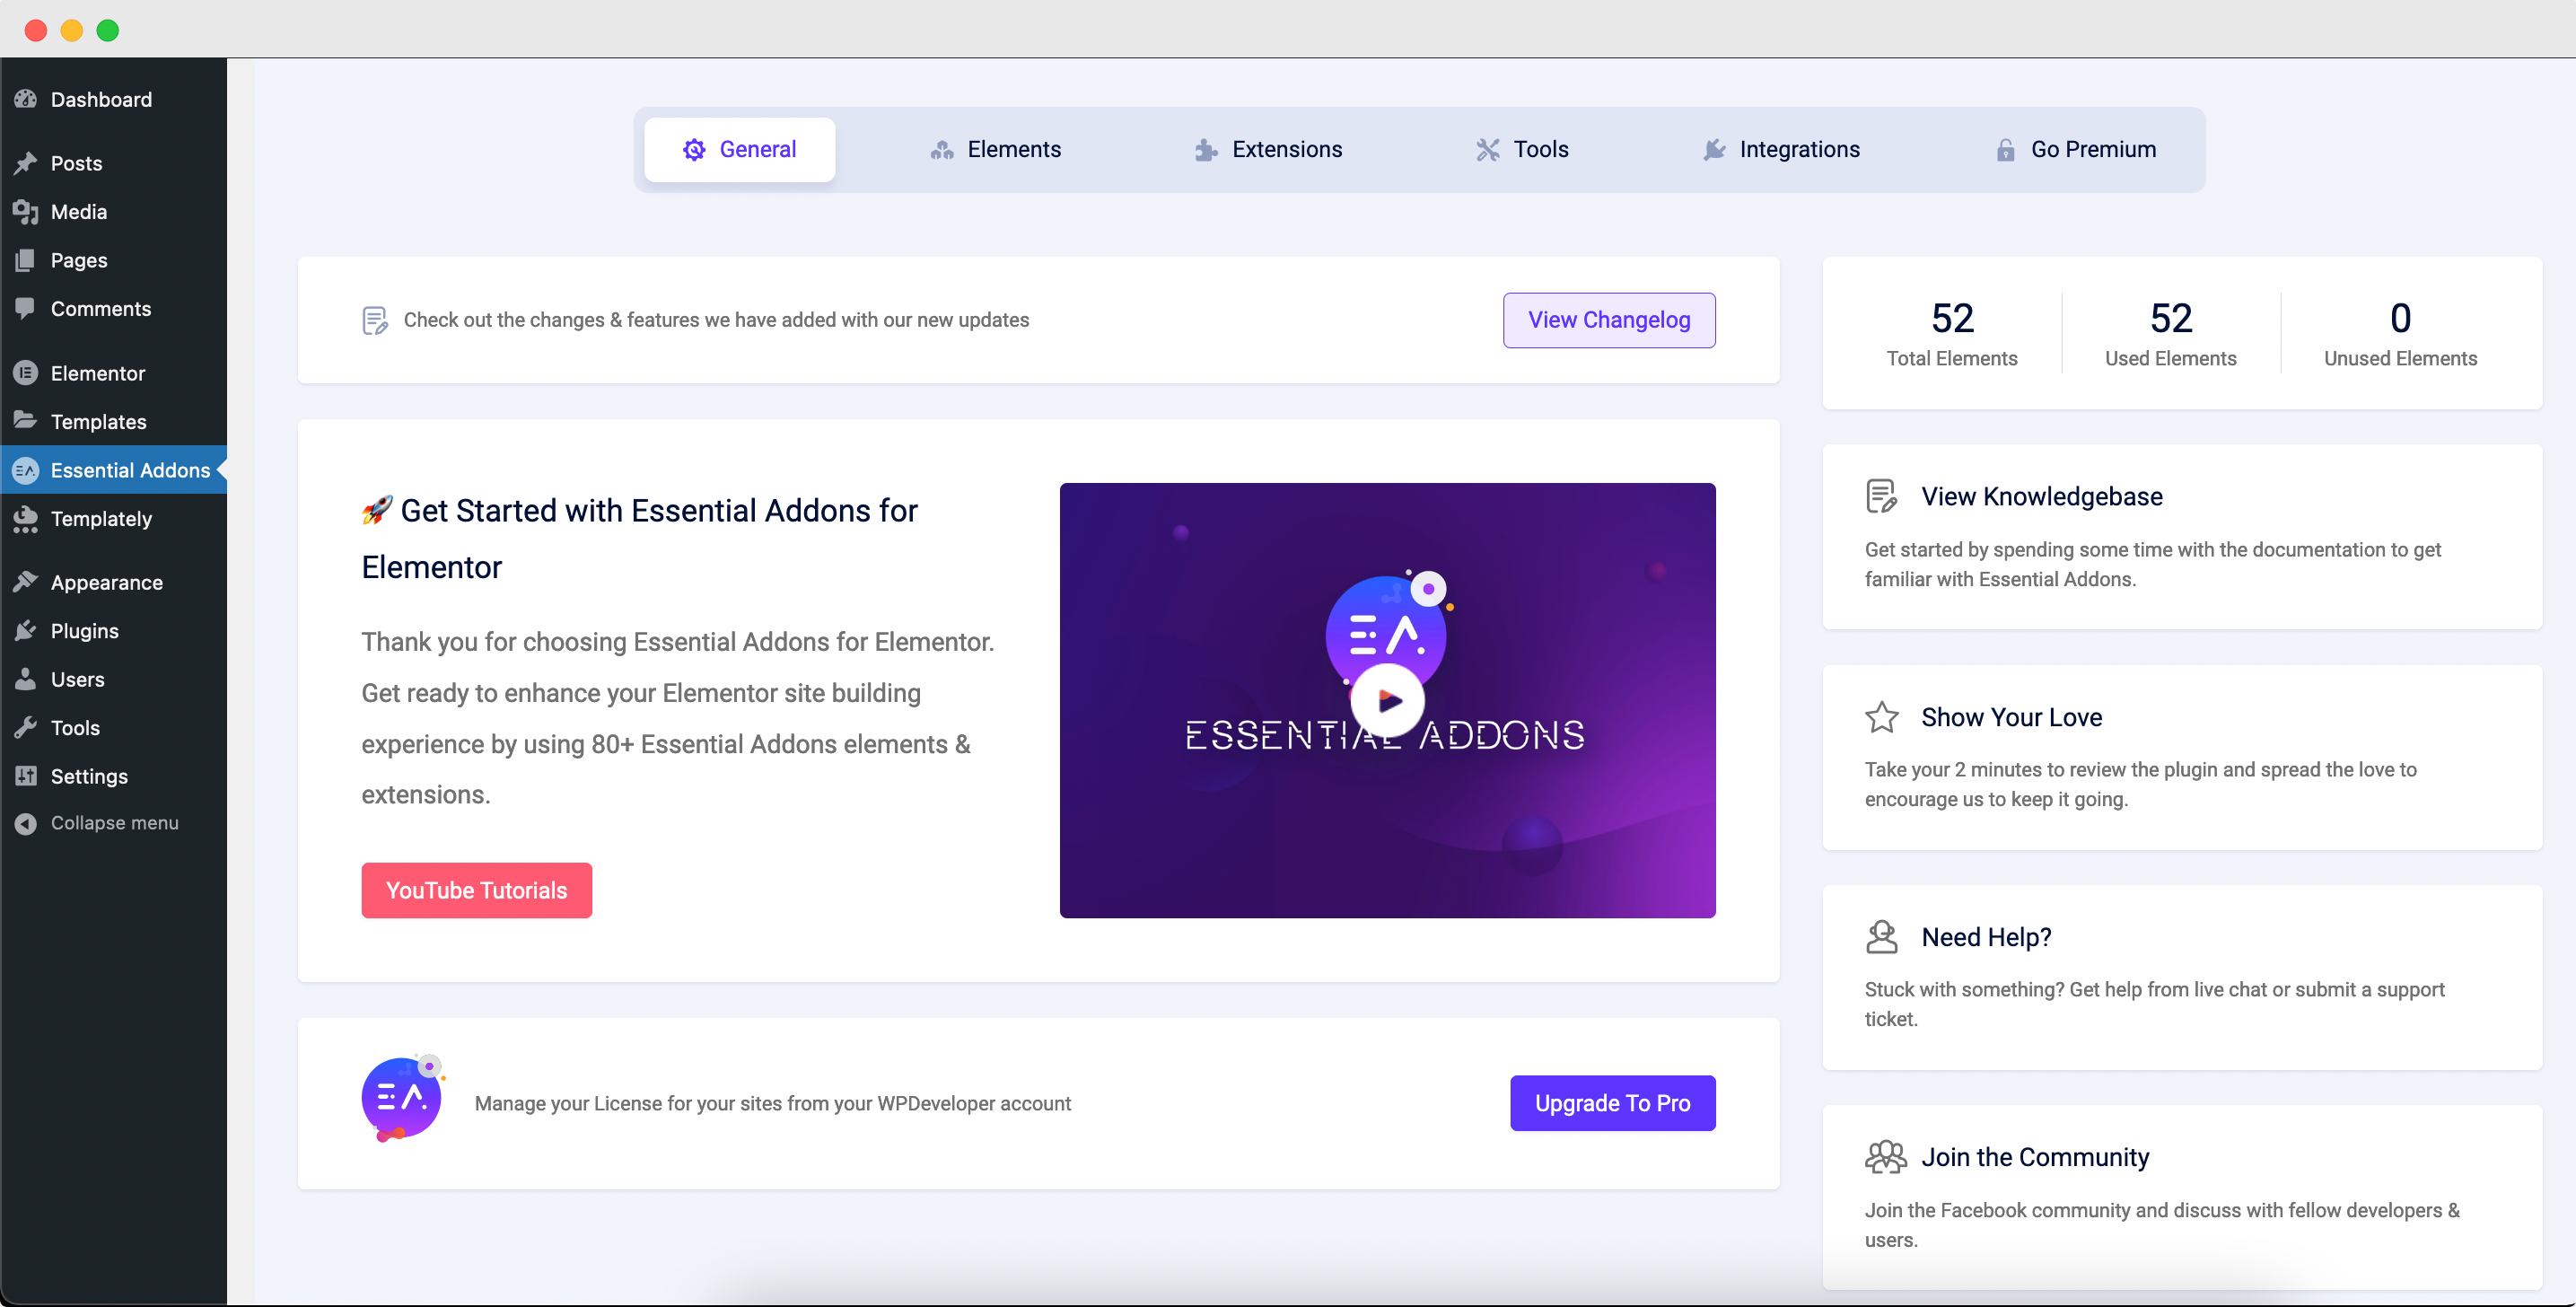 Dashboard
Posts
Media
Pages
Comments
Elementor
Templates
Essential Addons
Templately
Appearance
Plugins
Users
Tools
Settings
Collapse menu
General
Elements
Extensions
Tools
Integrations
Go Premium
Check out the changes & features we have added with our new updates
View Changelog
🚀 Get Started with Essential Addons for
Elementor
Thank you for choosing Essential Addons for Elementor.
Get ready to enhance your Elementor site building
experience by using 80+ Essential Addons elements &
extensions.
YouTube Tutorials
EA.
ESSENTIAL ADDONS
EA.
Manage your License for your sites from your WPDeveloper account
Upgrade To Pro
52
Total Elements
52
Used Elements
0
Unused Elements
View Knowledgebase
Get started by spending some time with the documentation to get
familiar with Essential Addons.
Show Your Love
Take your 2 minutes to review the plugin and spread the love to
encourage us to keep it going.
Need Help?
Stuck with something? Get help from live chat or submit a support
ticket.
Join the Community
Join the Facebook community and discuss with fellow developers &
users.